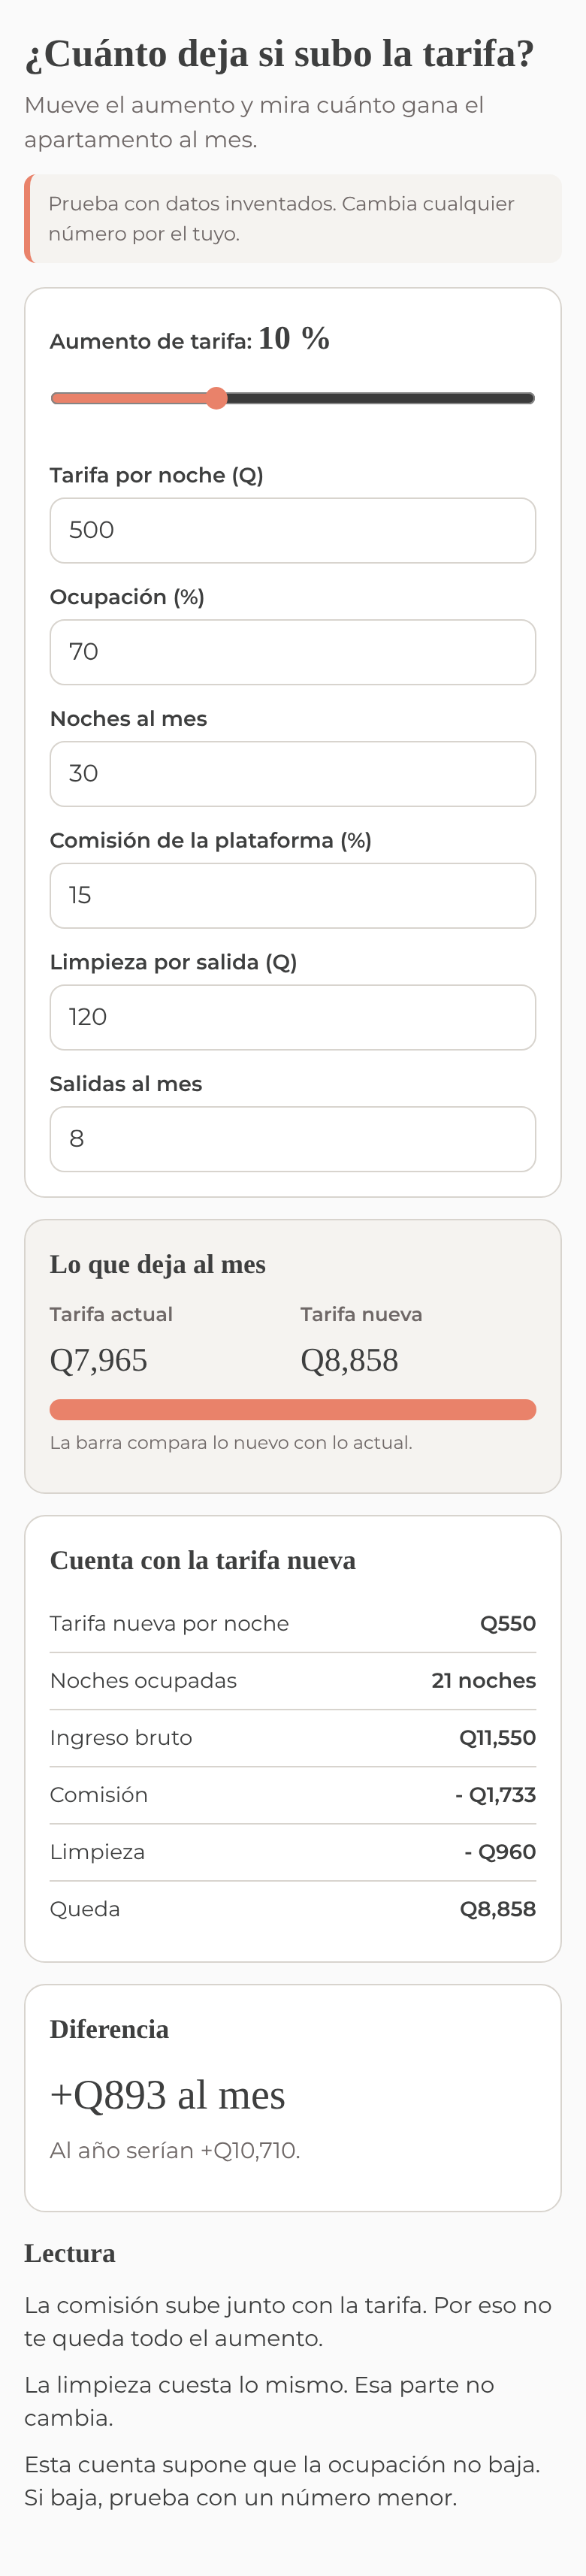 ¿Cuánto deja si subo la tarifa?
Mueve el aumento y mira cuánto gana el
apartamento al mes.
Prueba con datos inventados. Cambia cualquier
número por el tuyo.
Aumento de tarifa: 10 %
Tarifa por noche (Q)
500
Ocupación (%)
70
Noches al mes
30
Comisión de la plataforma (%)
15
Limpieza por salida (Q)
120
Salidas al mes
8
Lo que deja al mes
Tarifa actual Tarifa nueva
Q7,965 Q8,858
La barra compara lo nuevo con lo actual.
Cuenta con la tarifa nueva
Tarifa nueva por noche Q550
Noches ocupadas 21 noches
Ingreso bruto Q11,550
Comisión - Q1,733
Limpieza - Q960
Queda Q8,858
Diferencia
+Q893 al mes
Al año serían +Q10,710.
Lectura
La comisión sube junto con la tarifa. Por eso no
te queda todo el aumento.
La limpieza cuesta lo mismo. Esa parte no
cambia.
Esta cuenta supone que la ocupación no baja.
Si baja, prueba con un número menor.